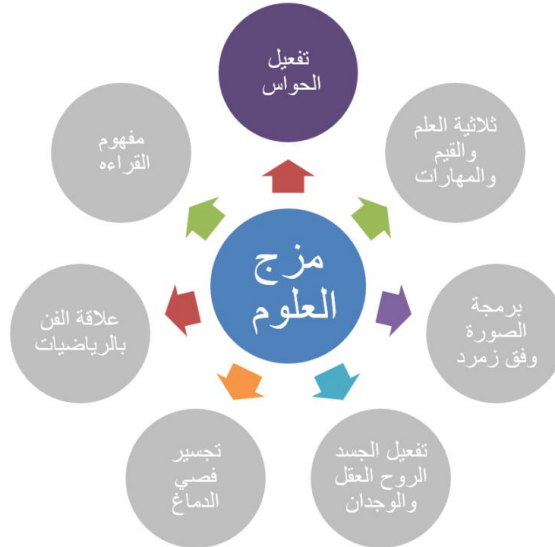 تفعيل
الحواس
ثلاثية العلم
والقيم
والمهارات
برمجة
الصورة
وفق زمرد
تفعيل الجسد
الروح العقل
والوجدان
تجسير
فصي
الدماغ
علاقة الفن
بالرياضيات
مفهوم
القراءه
مزج
العلوم